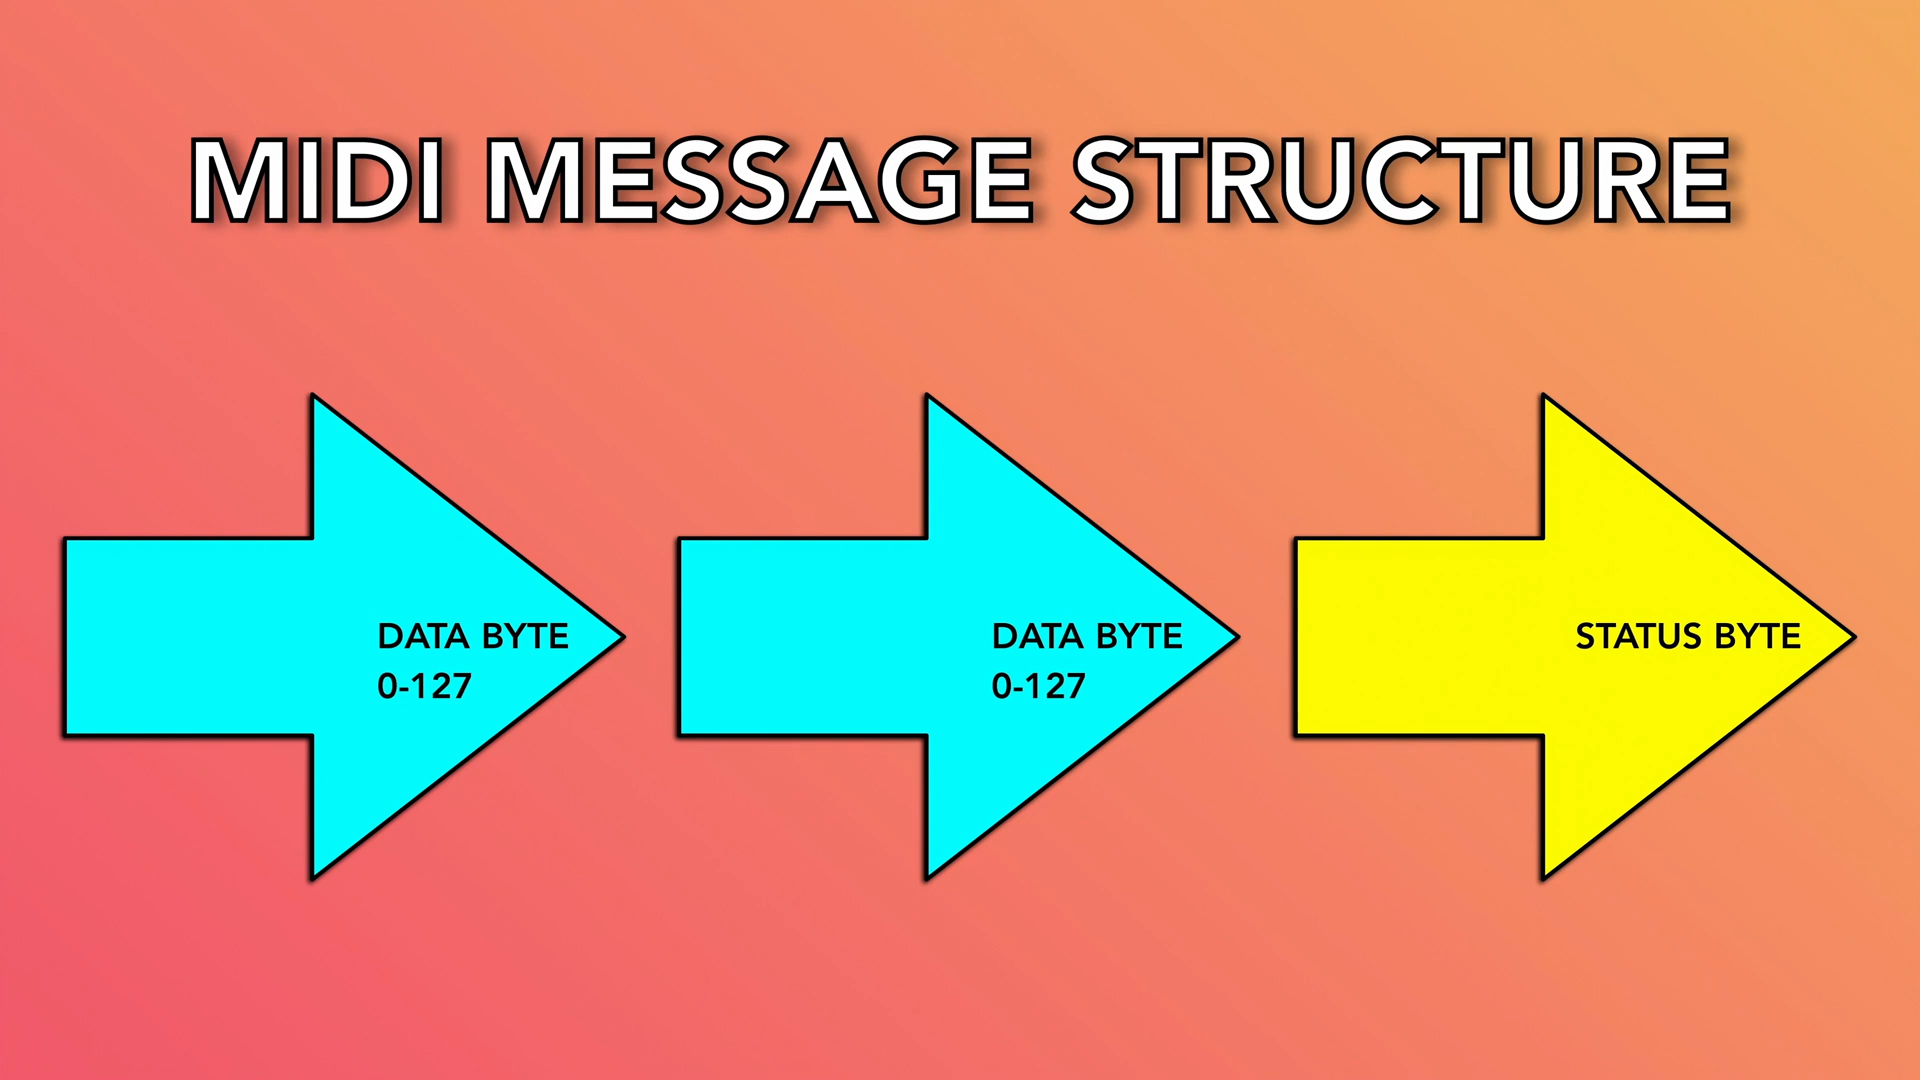 MIDI MESSAGE STRUCTURE
DATA BYTE
0-127
DATA BYTE
0-127
STATUS BYTE